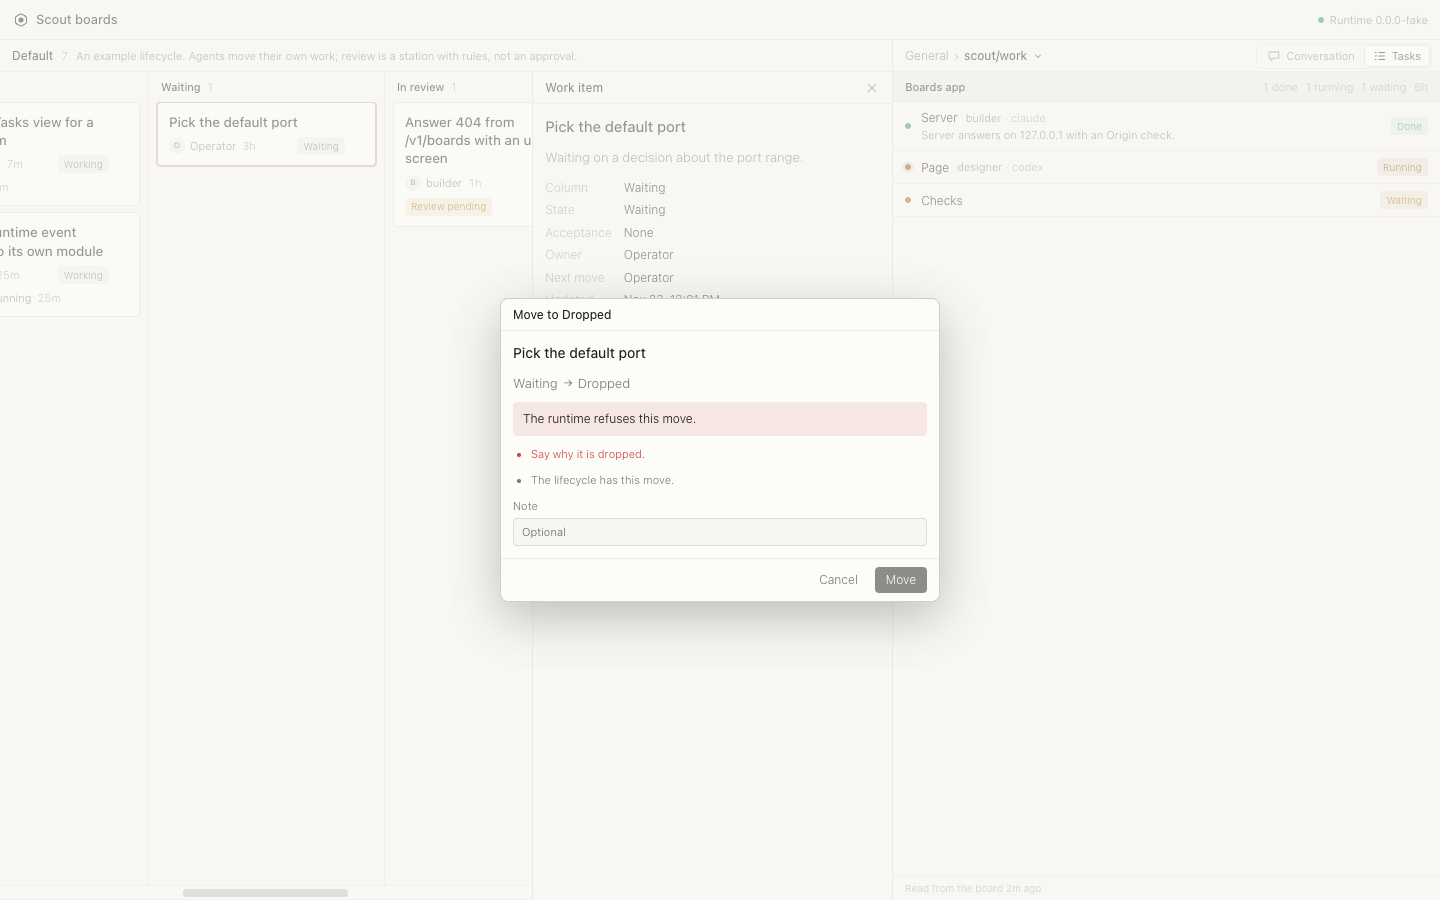 Scout boards
Runtime 0.0.0-fake
Default 7 An example lifecycle. Agents move their own work; review is a station with rules, not an approval.
General › scout/work
Conversation
Tasks
Tasks view for a
7m Working
Runtime event
to its own module
25m Working
running 25m
Waiting 1
Pick the default port
O Operator 3h Waiting
In review 1
Answer 404 from
/v1/boards with an u
screen
B builder 1h
Review pending
Work item
Pick the default port
Waiting on a decision about the port range.
Column Waiting
State Waiting
Acceptance None
Owner Operator
Next move Operator
Move to Dropped
Pick the default port
Waiting → Dropped
The runtime refuses this move.
Say why it is dropped.
The lifecycle has this move.
Note
Optional
Cancel
Move
Boards app 1 done 1 running 1 waiting 6h
Server builder · claude
Server answers on 127.0.0.1 with an Origin check.
Done
Page designer · codex Running
Checks Waiting
Read from the board 2m ago